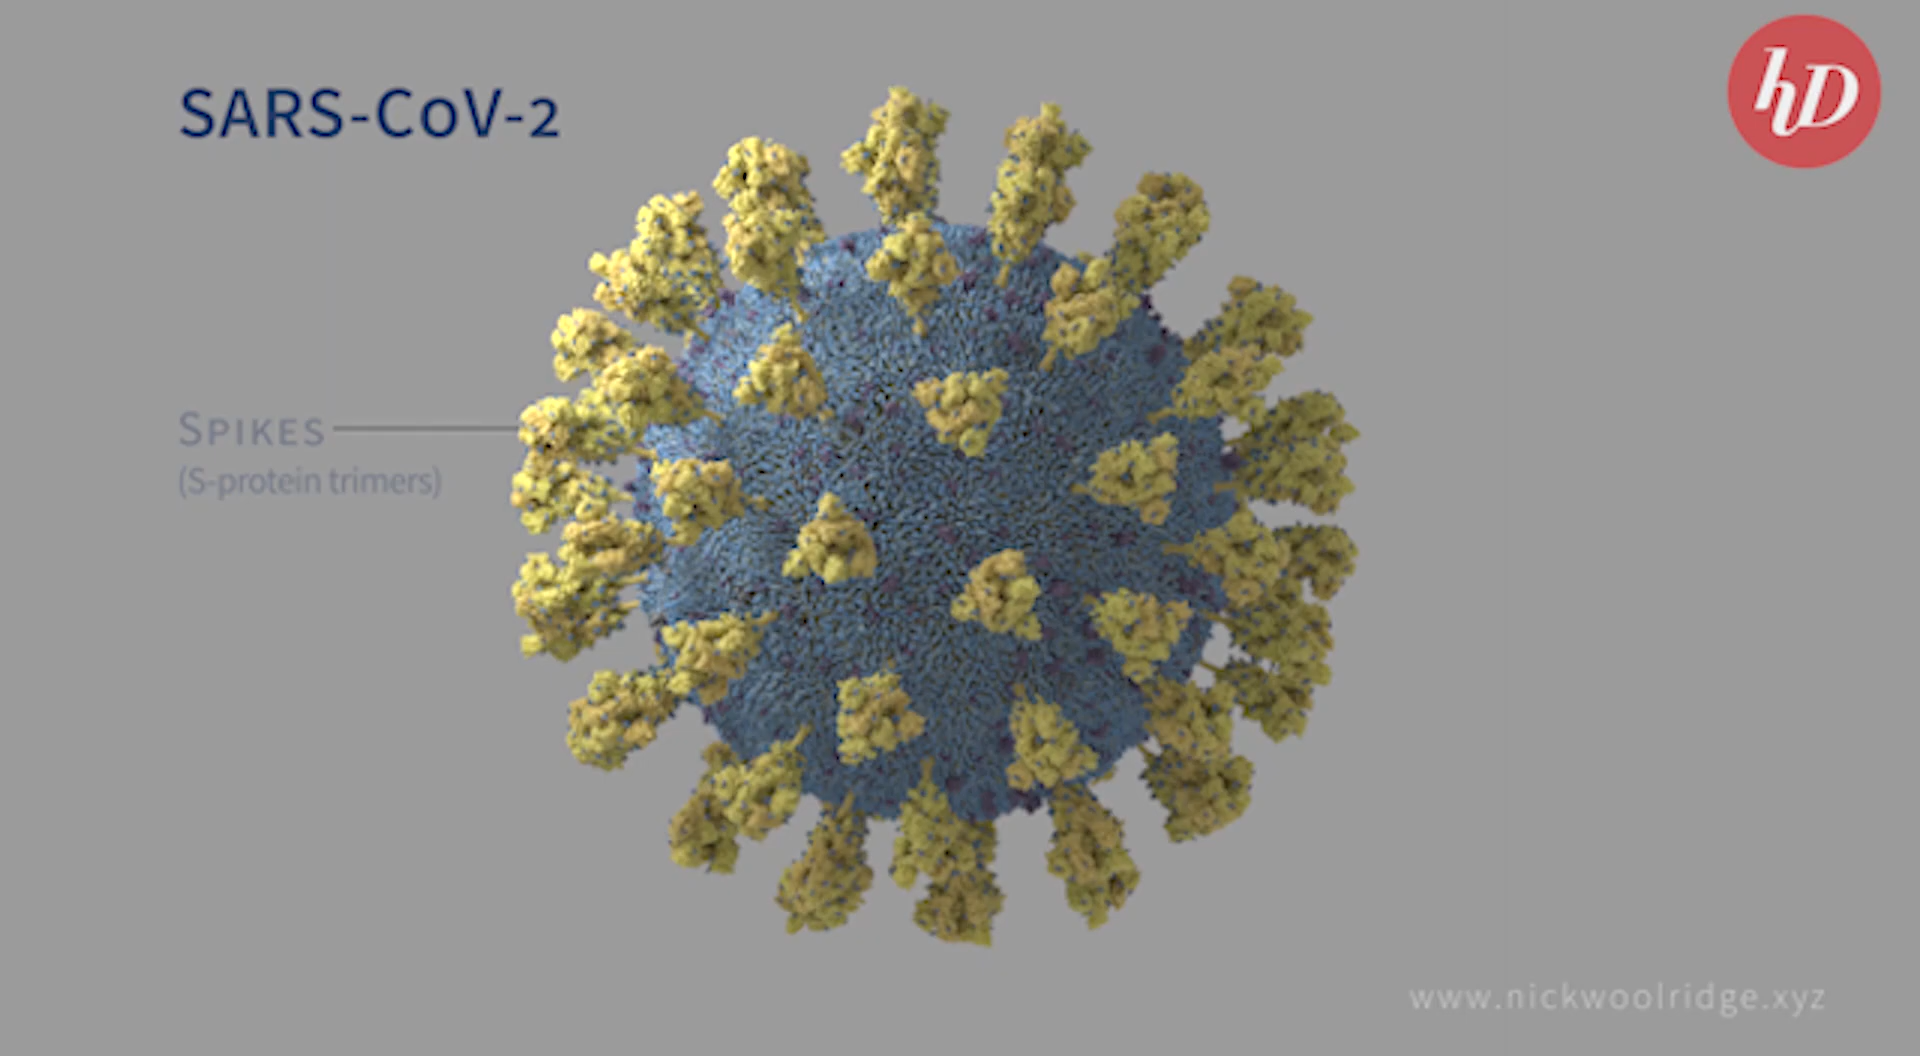 SARS-CoV-2
hD
SPIKES
(S-protein trimers)
www.nickwoolridge.xyz